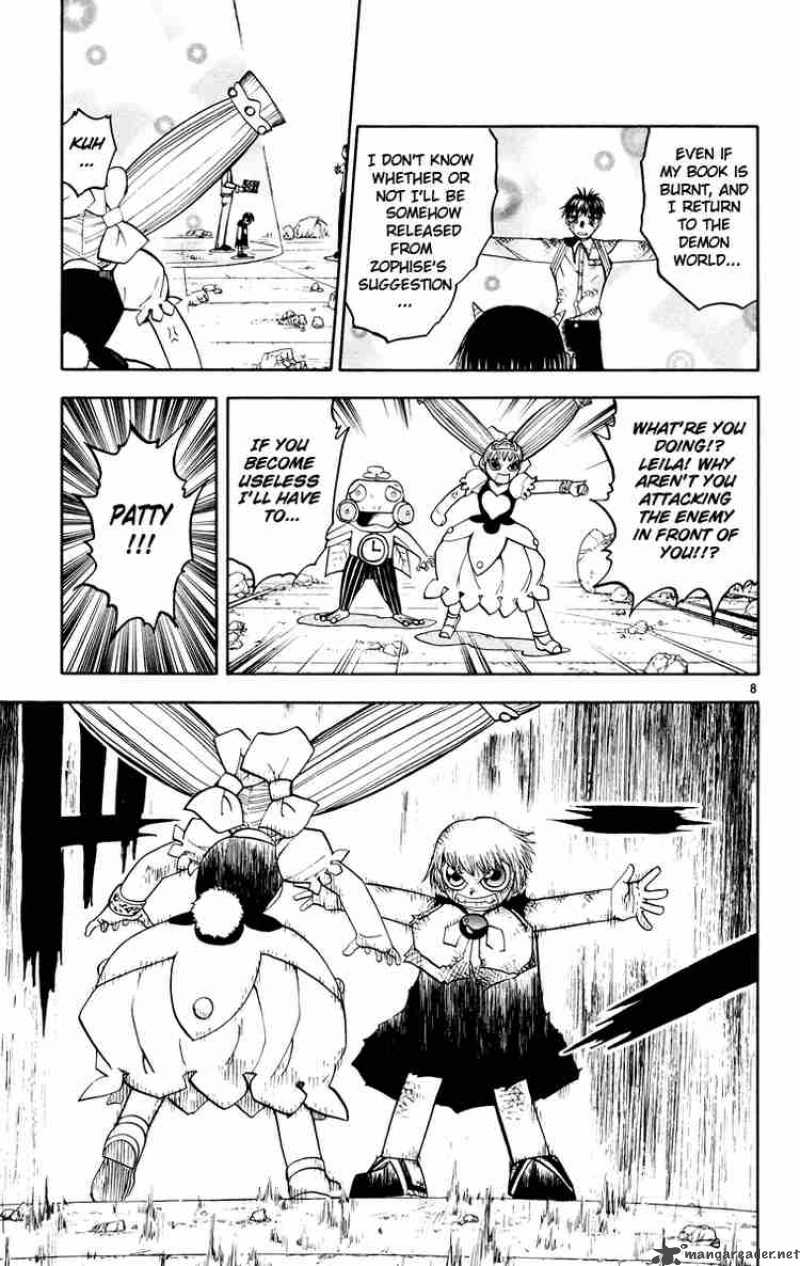 EVEN IF
MY BOOK IS
BURNT, AND
I RETURN
TO THE
DEMON
WORLD...
I DON'T KNOW
WHETHER OR
NOT I'LL BE
SOMEHOW
RELEASED
FROM
ZOPHISE'S
SUGGESTION
...
KUH
...
WHAT'RE YOU
DOING!?
LEILA! WHY
AREN'T YOU
ATTACKING
THE ENEMY
IN FRONT OF
YOU!!?
IF YOU
BECOME
USELESS
I'LL HAVE
TO...
PATTY
!!!
8
mangareader.net